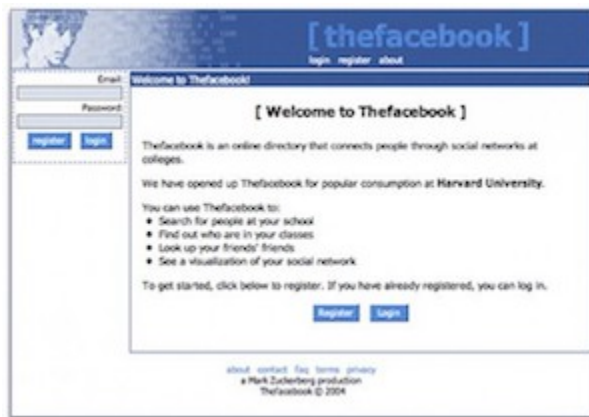 [thefacebook]
login register about
Email:
Password:
register login
Welcome to Thefacebook!
[ Welcome to Thefacebook ]
Thefacebook is an online directory that connects people through social networks at
colleges.
We have opened up Thefacebook for popular consumption at Harvard University.
You can use Thefacebook to:
• Search for people at your school
• Find out who are in your classes
• Look up your friends' friends
• See a visualization of your social network
To get started, click below to register. If you have already registered, you can log in.
Register Login
about contact faq terms privacy
a Mark Zuckerberg production
Thefacebook © 2004